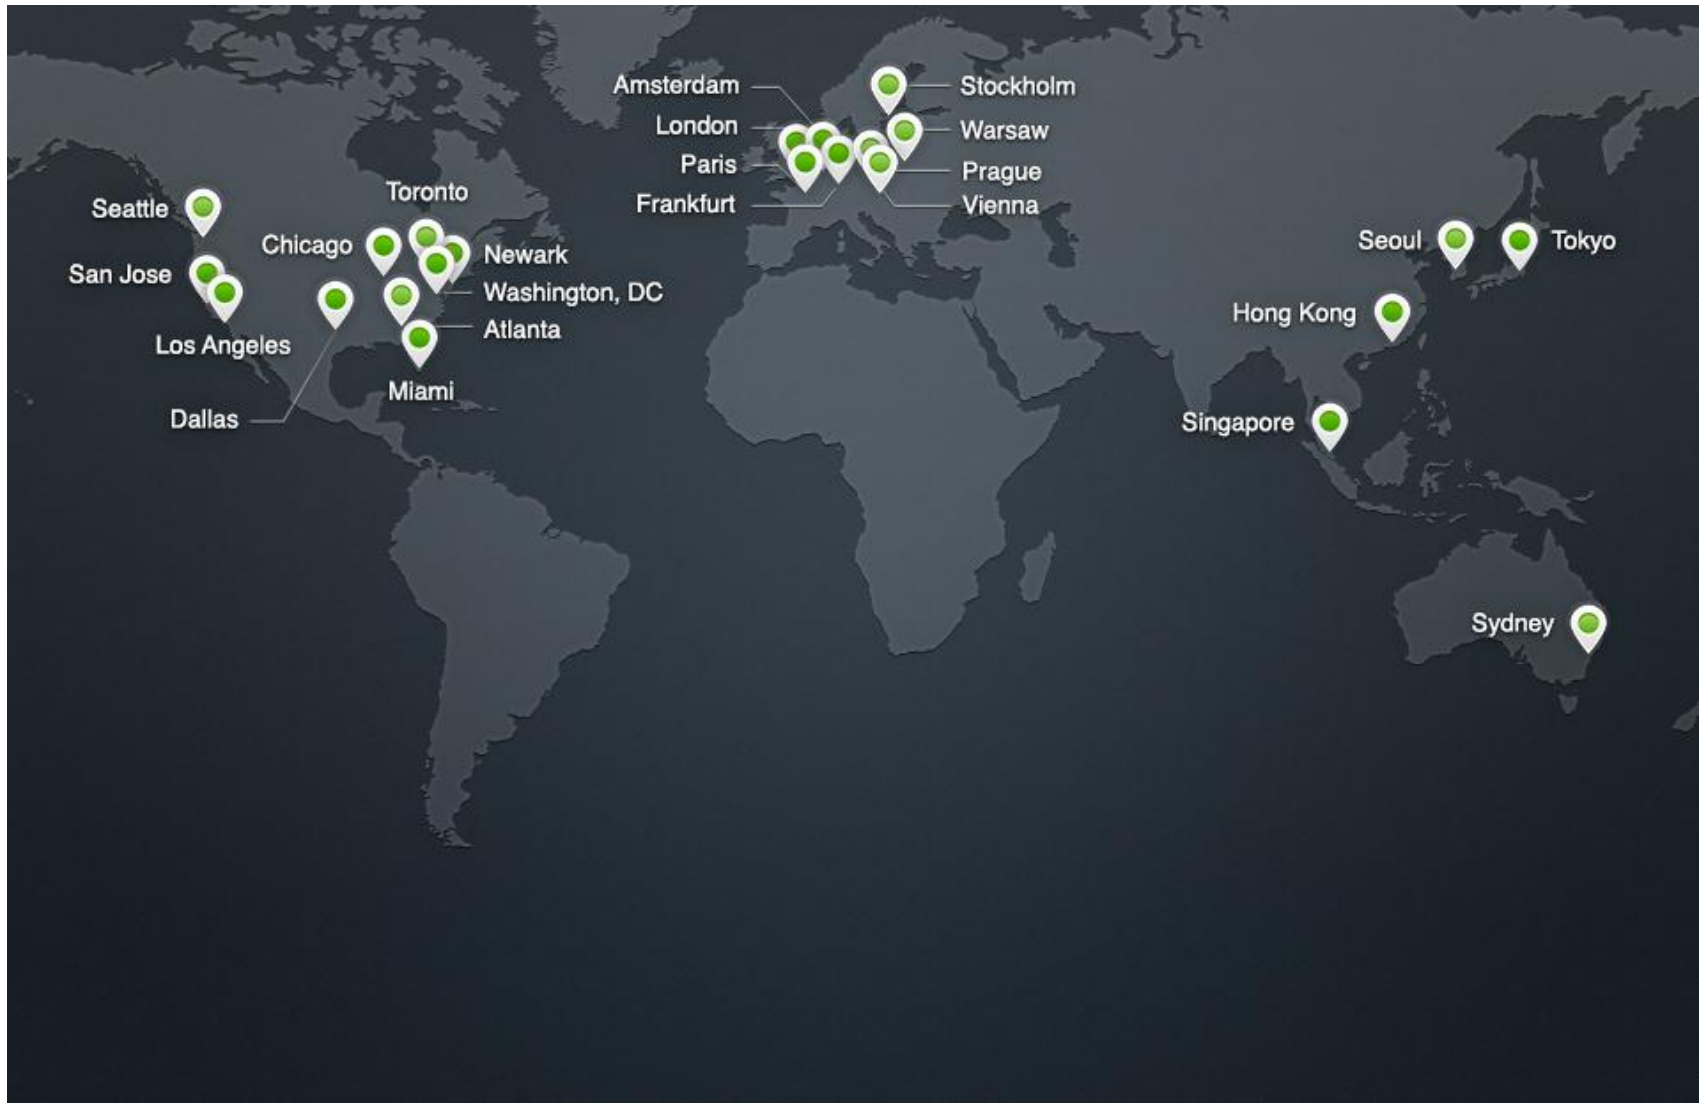 Amsterdam
Stockholm
London
Warsaw
Paris
Prague
Frankfurt
Vienna
Toronto
Seattle
Chicago
Newark
San Jose
Washington, DC
Atlanta
Los Angeles
Miami
Dallas
Seoul
Tokyo
Hong Kong
Singapore
Sydney